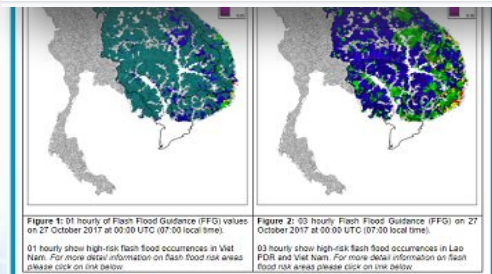 Figure 1: 01 hourly of Flash Flood Guidance (FFG) values
on 27 October 2017 at 00:00 UTC (07:00 local time).
01 hourly show high-risk flash flood occurrences in Viet
Nam. For more detail information on flash flood risk areas
please click on link below
Figure 2: 03 hourly Flash Flood Guidance (FFG) on 27
October 2017 at 00:00 UTC (07:00 local time).
03 hourly show high-risk flash flood occurrences in Lao
PDR and Viet Nam. For more detail information on flash
flood risk areas please click on link below